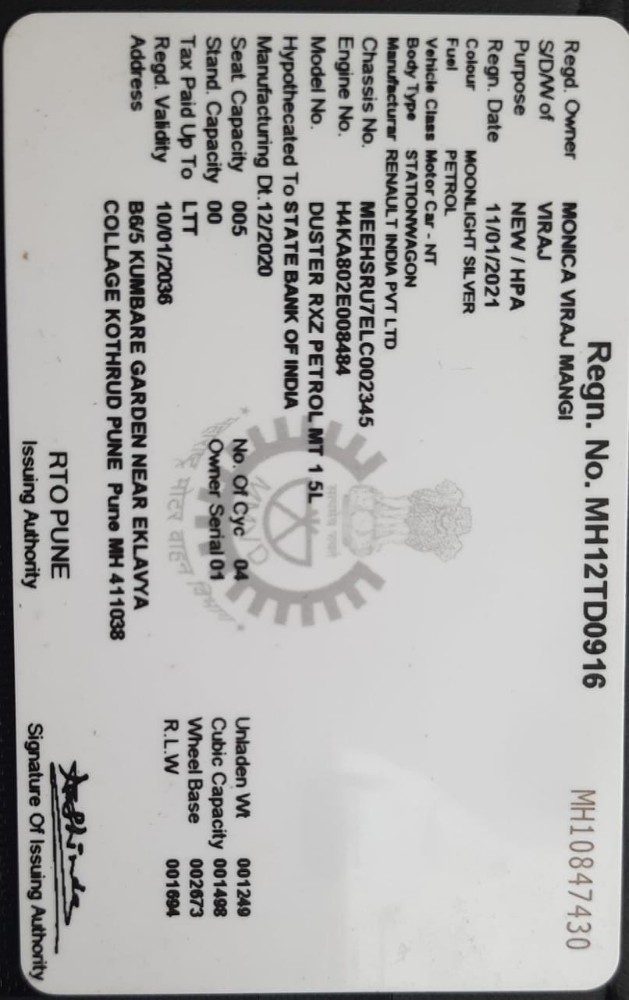 Regn. No. MH12TD0916 MH10847430
Regd. Owner MONICA VIRAJ MANGI
S/D/W of VIRAJ
Purpose NEW / HPA
Regn. Date 11/01/2021
Colour MOONLIGHT SILVER
Fuel PETROL
Vehicle Class Motor Car - NT
Body Type STATIONWAGON
Manufacturar RENAULT INDIA PVT LTD
Chassis No. MEEHSRU7ELC002345
Engine No. H4KA802E008484
Model No. DUSTER RXZ PETROL MT 1 5L
Hypothecated To STATE BANK OF INDIA
Manufacturing Dt. 12/2020
Seat Capacity 005 No. Of Cyc 04 Unladen Wt 001249
Stand. Capacity 00 Owner Serial 01 Cubic Capacity 001498
Tax Paid Up To LTT Wheel Base 002673
Regd. Validity 10/01/2036 R.L.W 001694
Address B6/5 KUMBARE GARDEN NEAR EKLAVYA
COLLAGE KOTHRUD PUNE Pune MH 411038
RTO PUNE
Issuing Authority Signature Of Issuing Authority